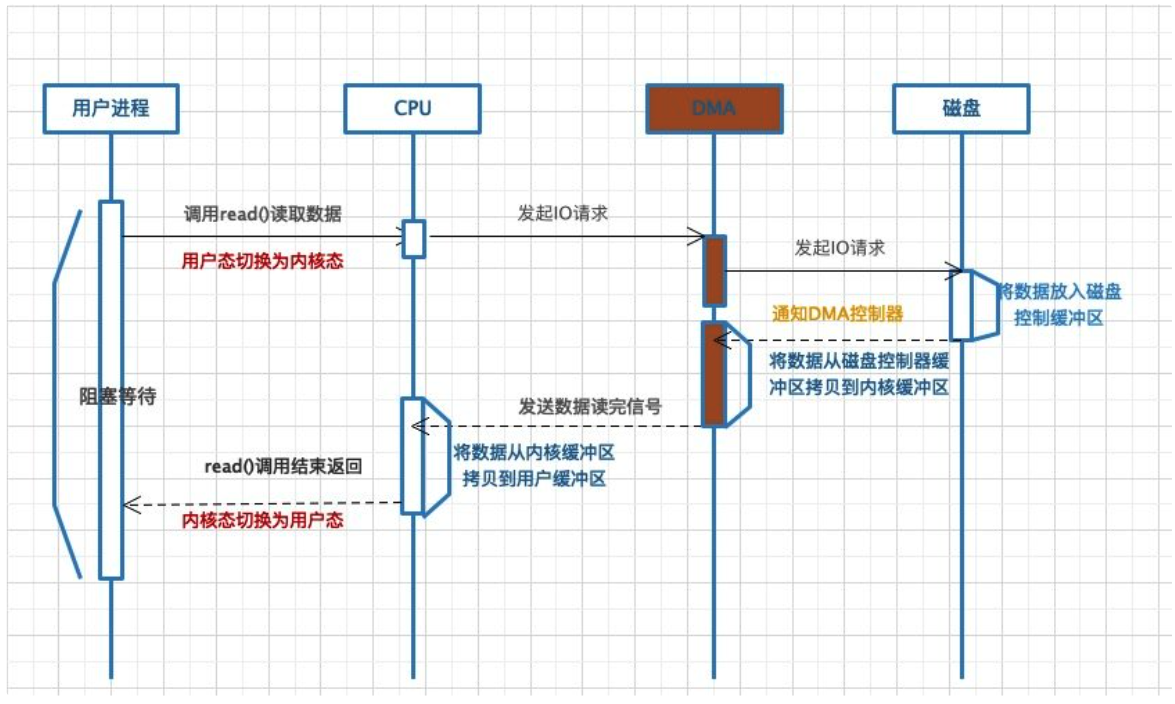 用户进程
CPU
DMA
磁盘
调用read()读取数据
发起IO请求
用户态切换为内核态
发起IO请求
将数据放入磁盘
控制缓冲区
通知DMA控制器
将数据从磁盘控制器缓
冲区拷贝到内核缓冲区
阻塞等待
发送数据读完信号
将数据从内核缓冲区
拷贝到用户缓冲区
read()调用结束返回
内核态切换为用户态